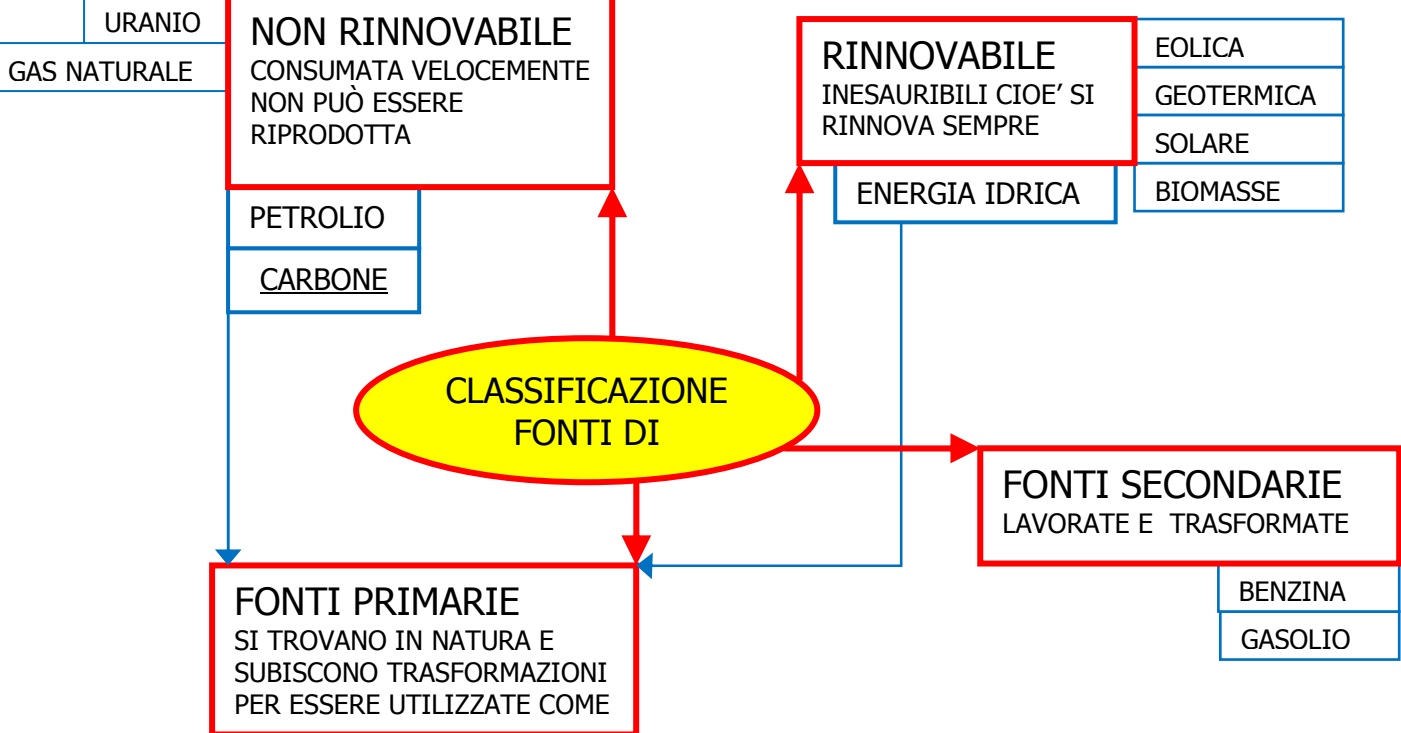 URANIO
GAS NATURALE
NON RINNOVABILE
CONSUMATA VELOCEMENTE
NON PUÒ ESSERE
RIPRODOTTA
PETROLIO
CARBONE
RINNOVABILE
INESAURIBILI CIOE’ SI
RINNOVA SEMPRE
EOLICA
GEOTERMICA
SOLARE
BIOMASSE
ENERGIA IDRICA
CLASSIFICAZIONE
FONTI DI
FONTI SECONDARIE
LAVORATE E  TRASFORMATE
BENZINA
GASOLIO
FONTI PRIMARIE
SI TROVANO IN NATURA E
SUBISCONO TRASFORMAZIONI
PER ESSERE UTILIZZATE COME